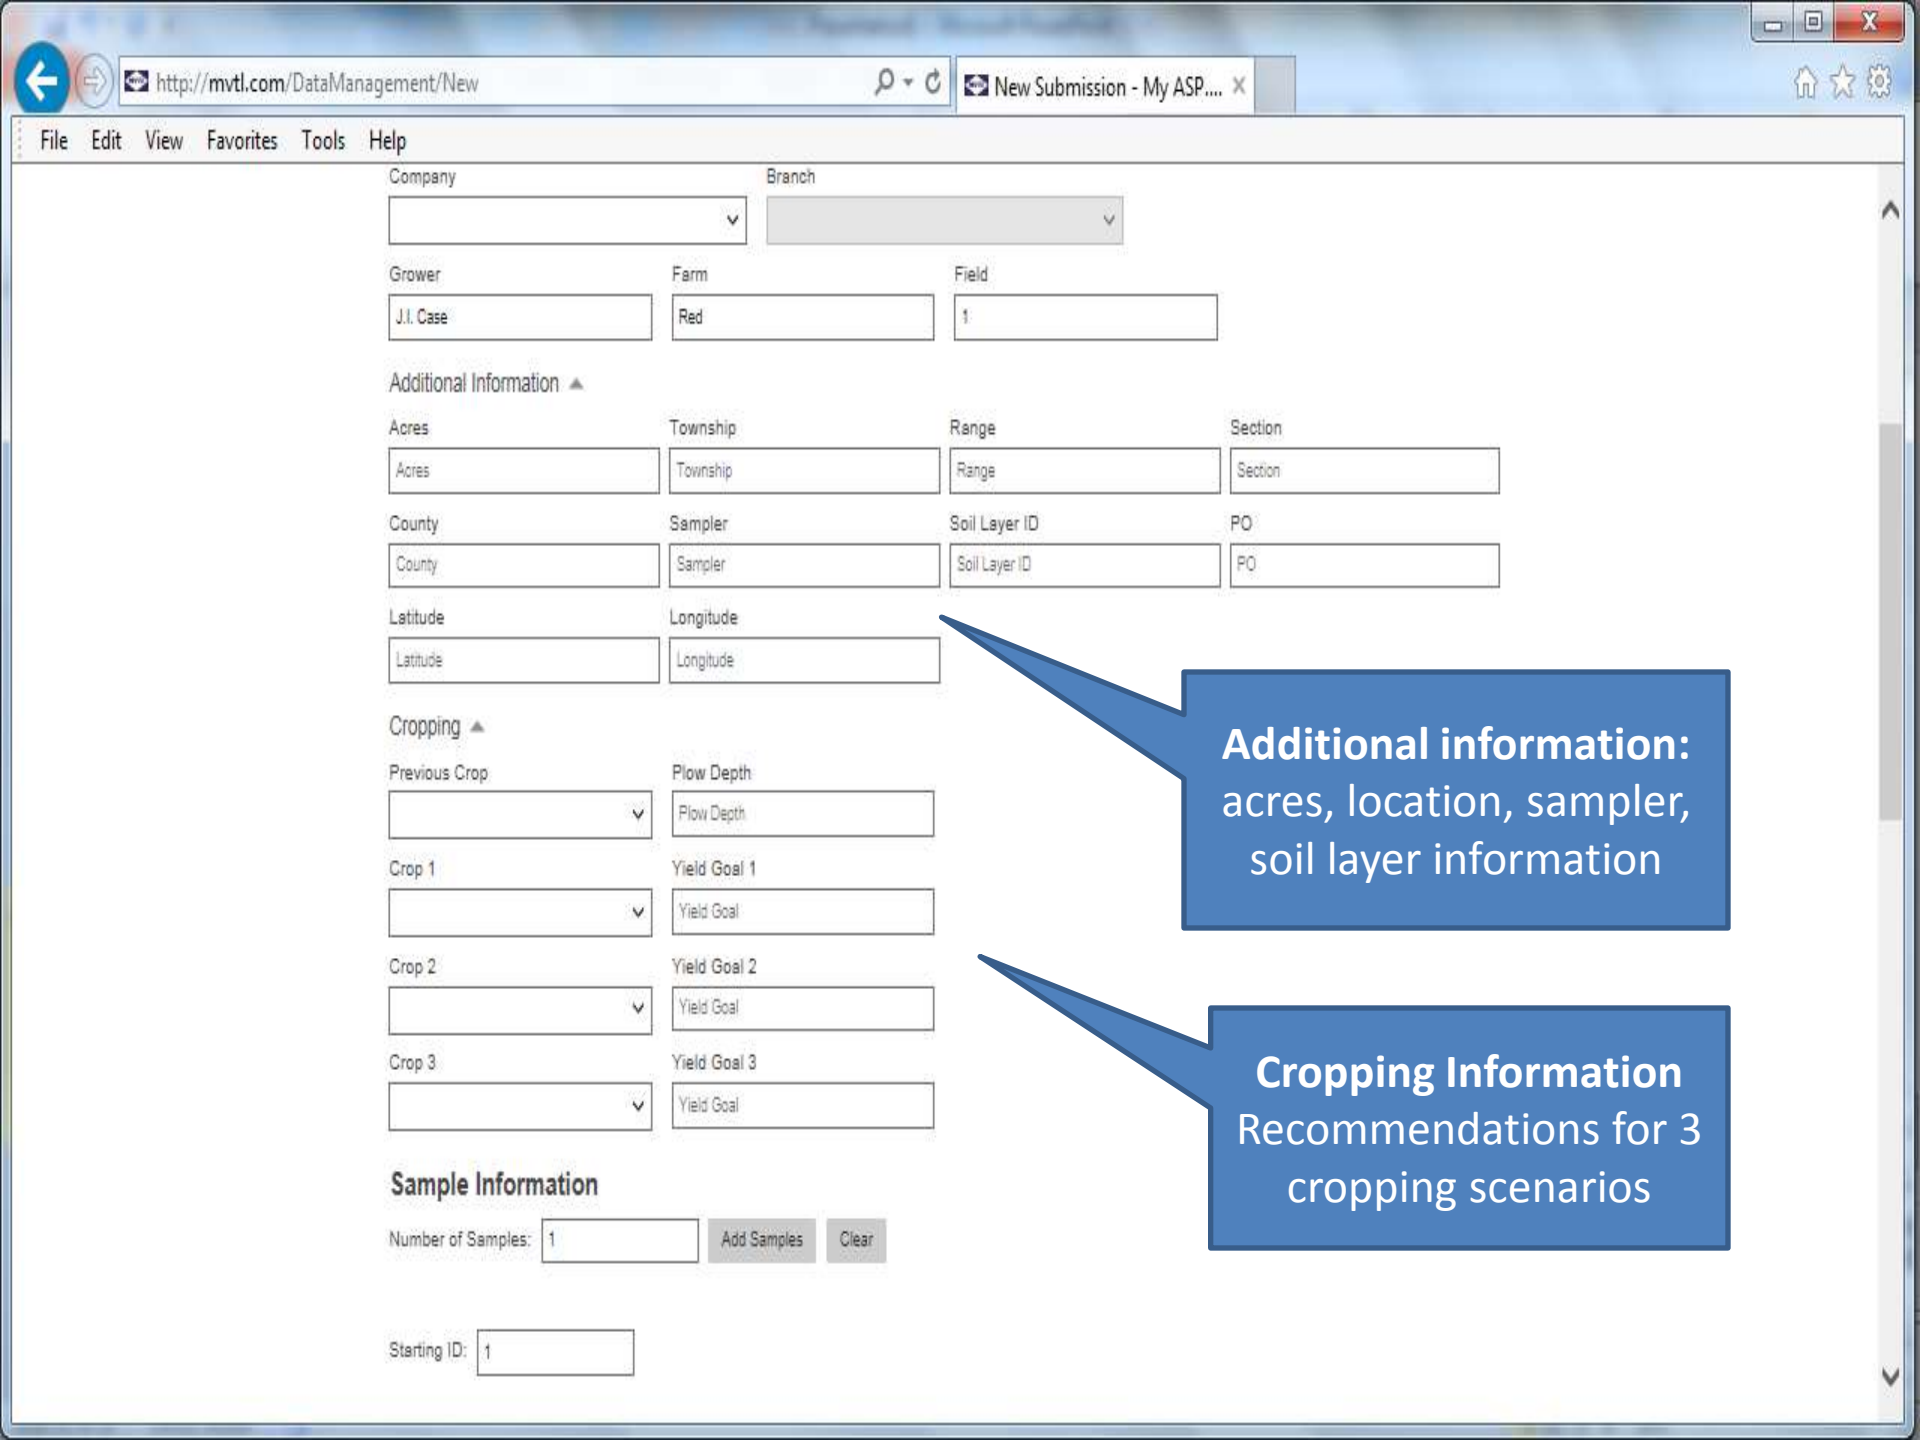 http://mvtl.com/DataManagement/New
New Submission - My ASP....
File Edit View Favorites Tools Help
Company Branch
Grower Farm Field
J.I. Case Red 1
Additional Information
Acres Township Range Section
Acres Township Range Section
County Sampler Soil Layer ID PO
County Sampler Soil Layer ID PO
Latitude Longitude
Latitude Longitude
Cropping
Previous Crop Plow Depth
Plow Depth
Crop 1 Yield Goal 1
Yield Goal
Crop 2 Yield Goal 2
Yield Goal
Crop 3 Yield Goal 3
Yield Goal
Sample Information
Number of Samples: 1 Add Samples Clear
Starting ID: 1
Additional information:
acres, location, sampler,
soil layer information
Cropping Information
Recommendations for 3
cropping scenarios